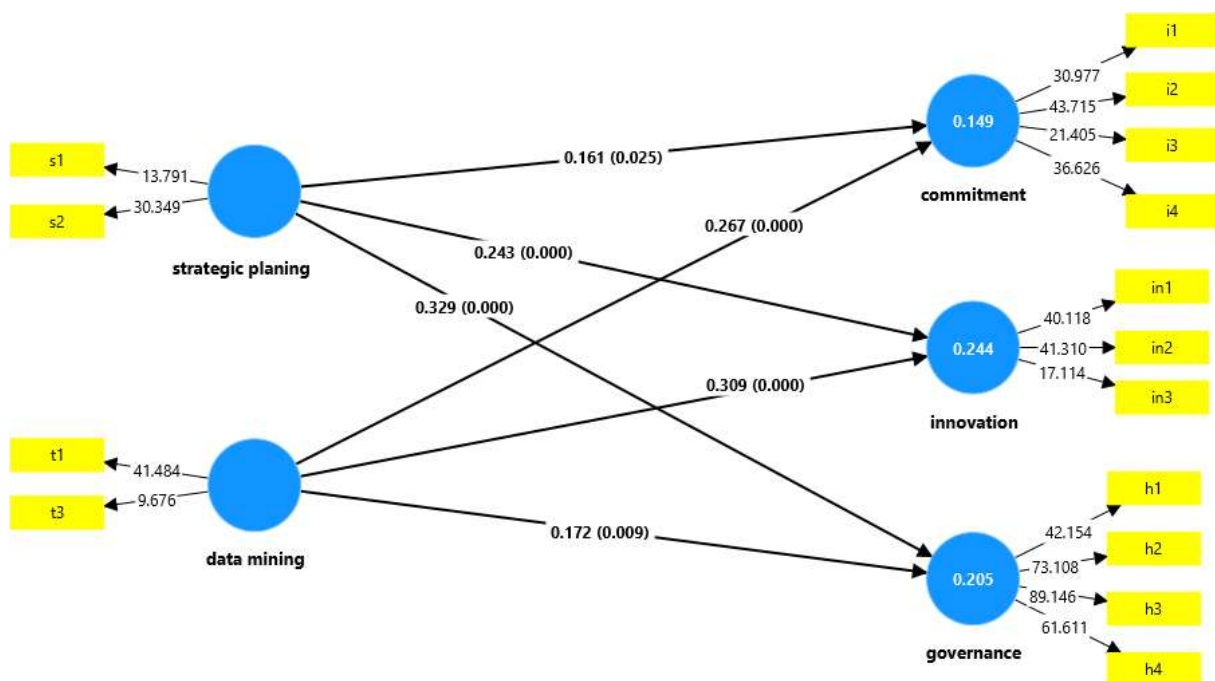 i1
30.977
i2
43.715
0.149
21.405
i3
s1
0.161 (0.025)
13.791
36.626
30.349
commitment
s2
i4
0.267 (0.000)
0.243 (0.000)
strategic planing
in1
0.329 (0.000)
40.118
0.244
41.310
in2
17.114
0.309 (0.000)
in3
innovation
t1
41.484
9.676
h1
t3
0.172 (0.009)
42.154
data mining
h2
73.108
0.205
89.146
h3
61.611
governance
h4